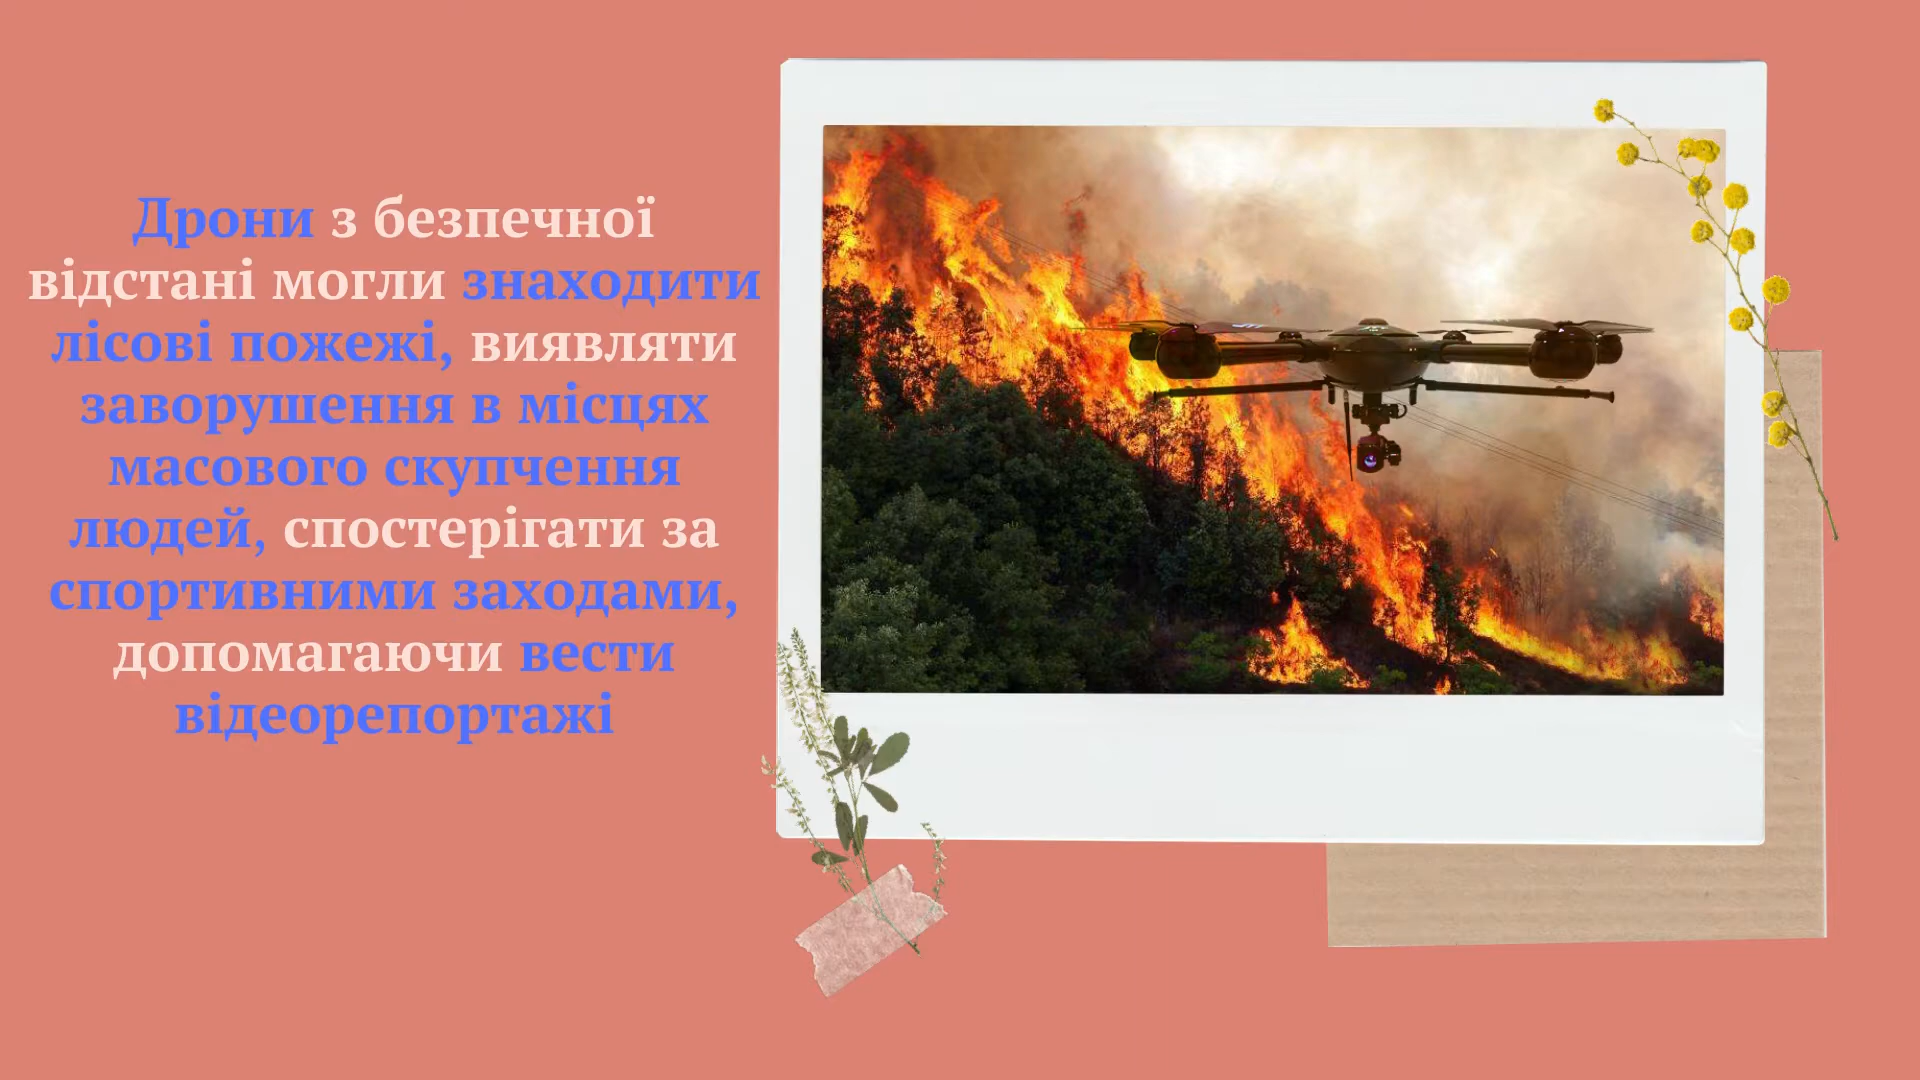 Дрони з безпечної
відстані могли знаходити
лісові пожежі, виявляти
заворушення в місцях
масового скупчення
людей, спостерігати за
спортивними заходами,
допомагаючи вести
відеорепортажі